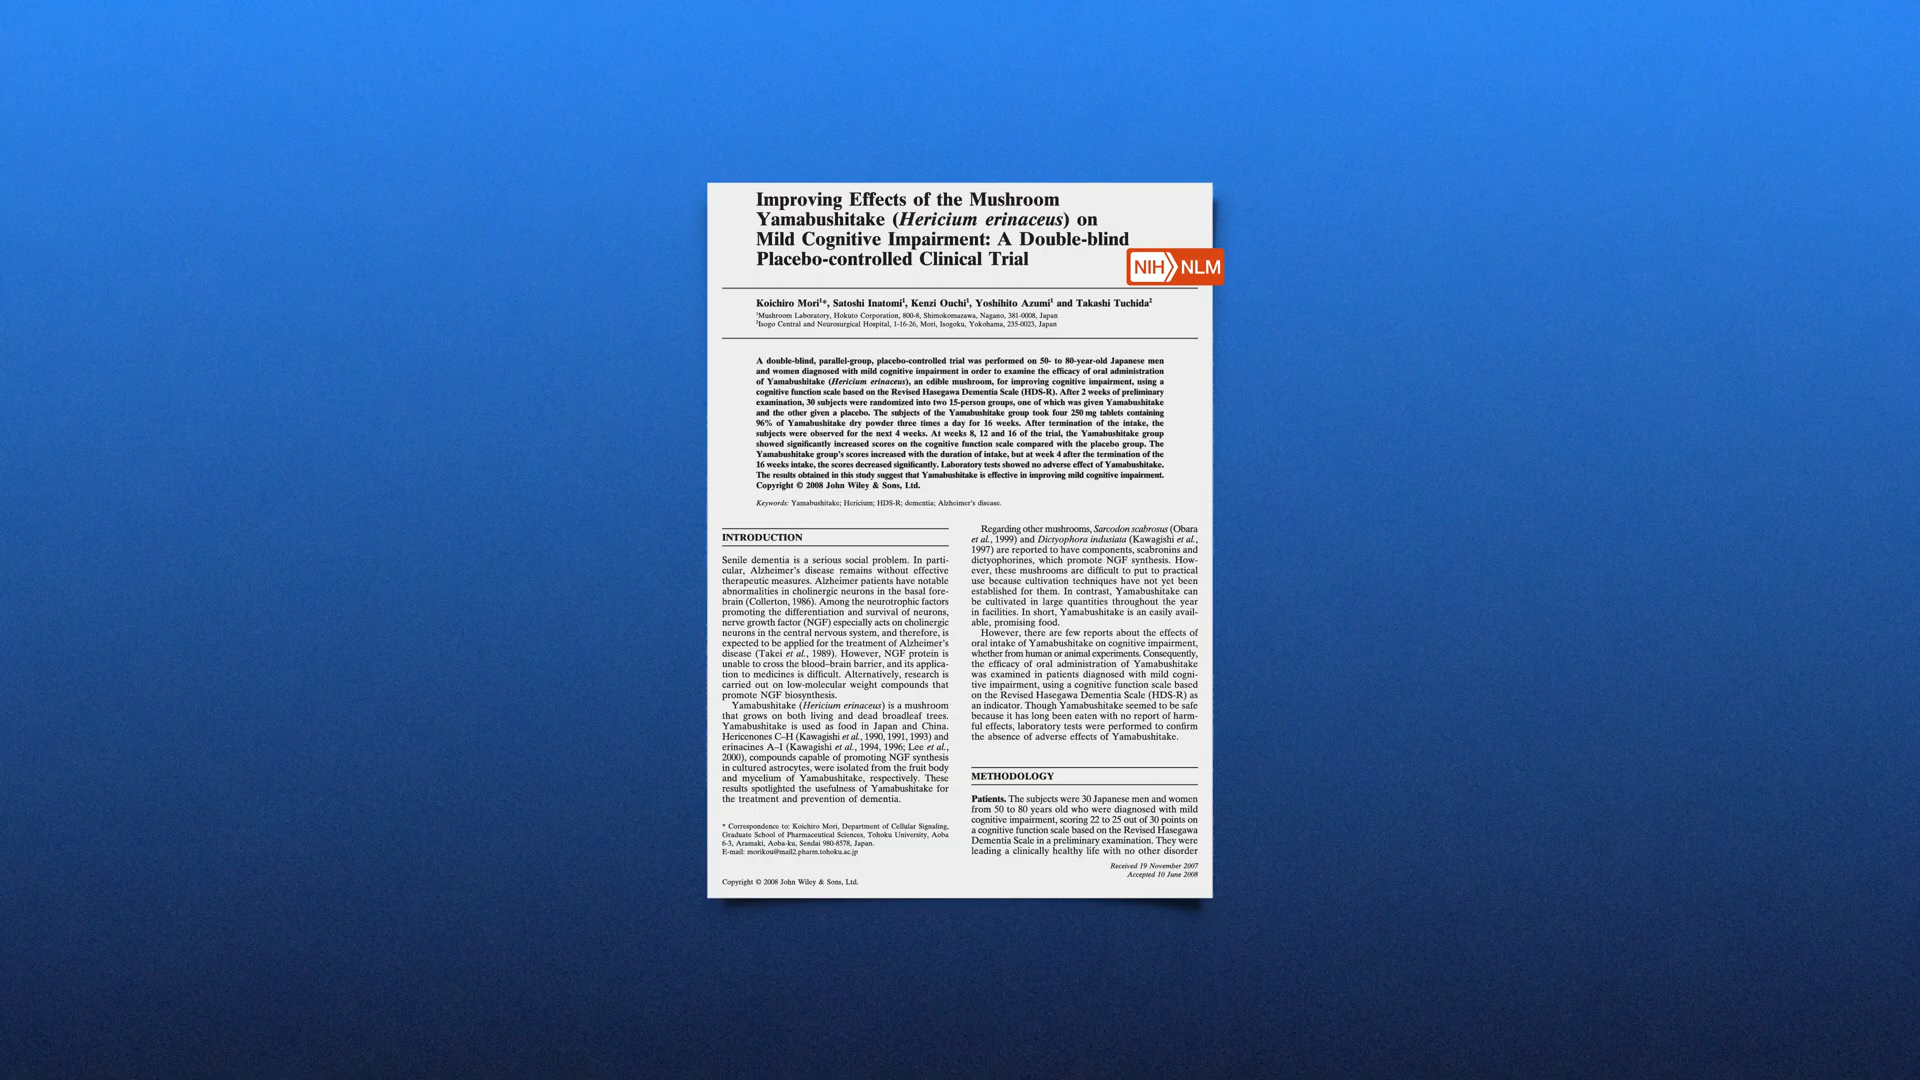 Improving Effects of the Mushroom
Yamabushitake (Hericium erinaceus) on
Mild Cognitive Impairment: A Double-blind
Placebo-controlled Clinical Trial
NIH NLM
Koichiro Mori1*, Satoshi Inatomi1, Kenzi Ouchi1, Yoshihito Azumi1 and Takashi Tuchida2
1Mushroom Laboratory, Hokuto Corporation, 800-8, Shimokomazawa, Nagano, 381-0008, Japan
2Isogo Central and Neurosurgical Hospital, 1-16-26, Mori, Isogoku, Yokohama, 235-0023, Japan
A double-blind, parallel-group, placebo-controlled trial was performed on 50- to 80-year-old Japanese men
and women diagnosed with mild cognitive impairment in order to examine the efficacy of oral administration
of Yamabushitake (Hericium erinaceus), an edible mushroom, for improving cognitive impairment, using a
cognitive function scale based on the Revised Hasegawa Dementia Scale (HDS-R). After 2 weeks of preliminary
examination, 30 subjects were randomized into two 15-person groups, one of which was given Yamabushitake
and the other given a placebo. The subjects of the Yamabushitake group took four 250 mg tablets containing
96% of Yamabushitake dry powder three times a day for 16 weeks. After termination of the intake, the
subjects were observed for the next 4 weeks. At weeks 8, 12 and 16 of the trial, the Yamabushitake group
showed significantly increased scores on the cognitive function scale compared with the placebo group. The
Yamabushitake group's scores increased with the duration of intake, but at week 4 after the termination of the
16 weeks intake, the scores decreased significantly. Laboratory tests showed no adverse effect of Yamabushitake.
The results obtained in this study suggest that Yamabushitake is effective in improving mild cognitive impairment.
Copyright © 2008 John Wiley & Sons, Ltd.
Keywords: Yamabushitake; Hericium; HDS-R; dementia; Alzheimer's disease.
INTRODUCTION
Senile dementia is a serious social problem. In parti-
cular, Alzheimer's disease remains without effective
therapeutic measures. Alzheimer patients have notable
abnormalities in cholinergic neurons in the basal fore-
brain (Collerton, 1986). Among the neurotrophic factors
promoting the differentiation and survival of neurons,
nerve growth factor (NGF) especially acts on cholinergic
neurons in the central nervous system, and therefore, is
expected to be applied for the treatment of Alzheimer's
disease (Takei et al., 1989). However, NGF protein is
unable to cross the blood–brain barrier, and its applica-
tion to medicines is difficult. Alternatively, research is
carried out on low-molecular weight compounds that
promote NGF biosynthesis.
Yamabushitake (Hericium erinaceus) is a mushroom
that grows on both living and dead broadleaf trees.
Yamabushitake is used as food in Japan and China.
Hericenones C–H (Kawagishi et al., 1990, 1991, 1993) and
erinacines A–I (Kawagishi et al., 1994, 1996; Lee et al.,
2000), compounds capable of promoting NGF synthesis
in cultured astrocytes, were isolated from the fruit body
and mycelium of Yamabushitake, respectively. These
results spotlighted the usefulness of Yamabushitake for
the treatment and prevention of dementia.
* Correspondence to: Koichiro Mori, Department of Cellular Signaling,
Graduate School of Pharmaceutical Sciences, Tohoku University, Aoba
6-3, Aramaki, Aoba-ku, Sendai 980-8578, Japan.
E-mail: morikou@mail2.pharm.tohoku.ac.jp
Copyright © 2008 John Wiley & Sons, Ltd.
Regarding other mushrooms, Sarcodon scabrosus (Obara
et al., 1999) and Dictyophora indusiata (Kawagishi et al.,
1997) are reported to have components, scabronins and
dictyophorines, which promote NGF synthesis. How-
ever, these mushrooms are difficult to put to practical
use because cultivation techniques have not yet been
established for them. In contrast, Yamabushitake can
be cultivated in large quantities throughout the year
in facilities. In short, Yamabushitake is an easily avail-
able, promising food.
However, there are few reports about the effects of
oral intake of Yamabushitake on cognitive impairment,
whether from human or animal experiments. Consequently,
the efficacy of oral administration of Yamabushitake
was examined in patients diagnosed with mild cogni-
tive impairment, using a cognitive function scale based
on the Revised Hasegawa Dementia Scale (HDS-R) as
an indicator. Though Yamabushitake seemed to be safe
because it has long been eaten with no report of harm-
ful effects, laboratory tests were performed to confirm
the absence of adverse effects of Yamabushitake.
METHODOLOGY
Patients. The subjects were 30 Japanese men and women
from 50 to 80 years old who were diagnosed with mild
cognitive impairment, scoring 22 to 25 out of 30 points on
a cognitive function scale based on the Revised Hasegawa
Dementia Scale in a preliminary examination. They were
leading a clinically healthy life with no other disorder
Received 19 November 2007
Accepted 10 June 2008